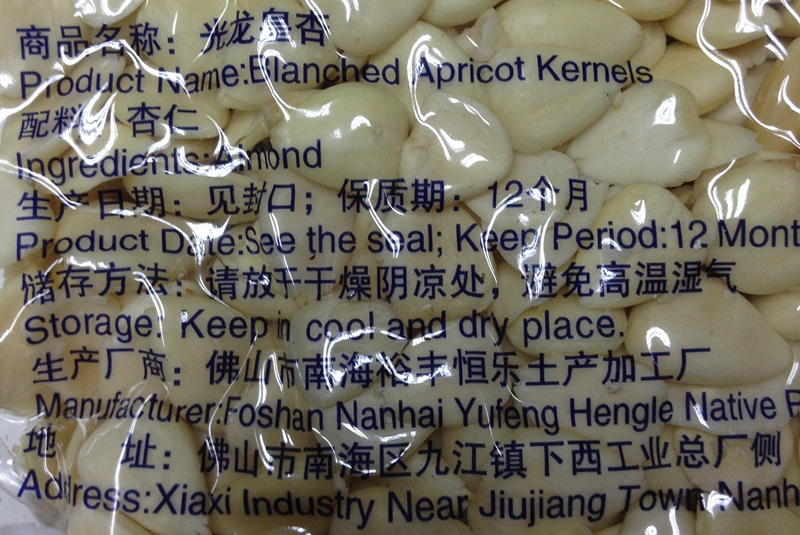 商品名称：光龙皇杏
Product Name:Blanched Apricot Kernels
配料：杏仁
Ingredients:Almond
生产日期：见封口；保质期：12个月
Product Date:See the seal; Keep Period:12 Mont
储存方法：请放于干燥阴凉处，避免高温湿气
Storage: Keep in cool and dry place.
生产厂商：佛山市南海裕丰恒乐土产加工厂
Manufacturer:Foshan Nanhai Yufeng Hengle Native P
地 址：佛山市南海区九江镇下西工业总厂侧
Address:Xiaxi Industry Near Jiujiang Town Nanh